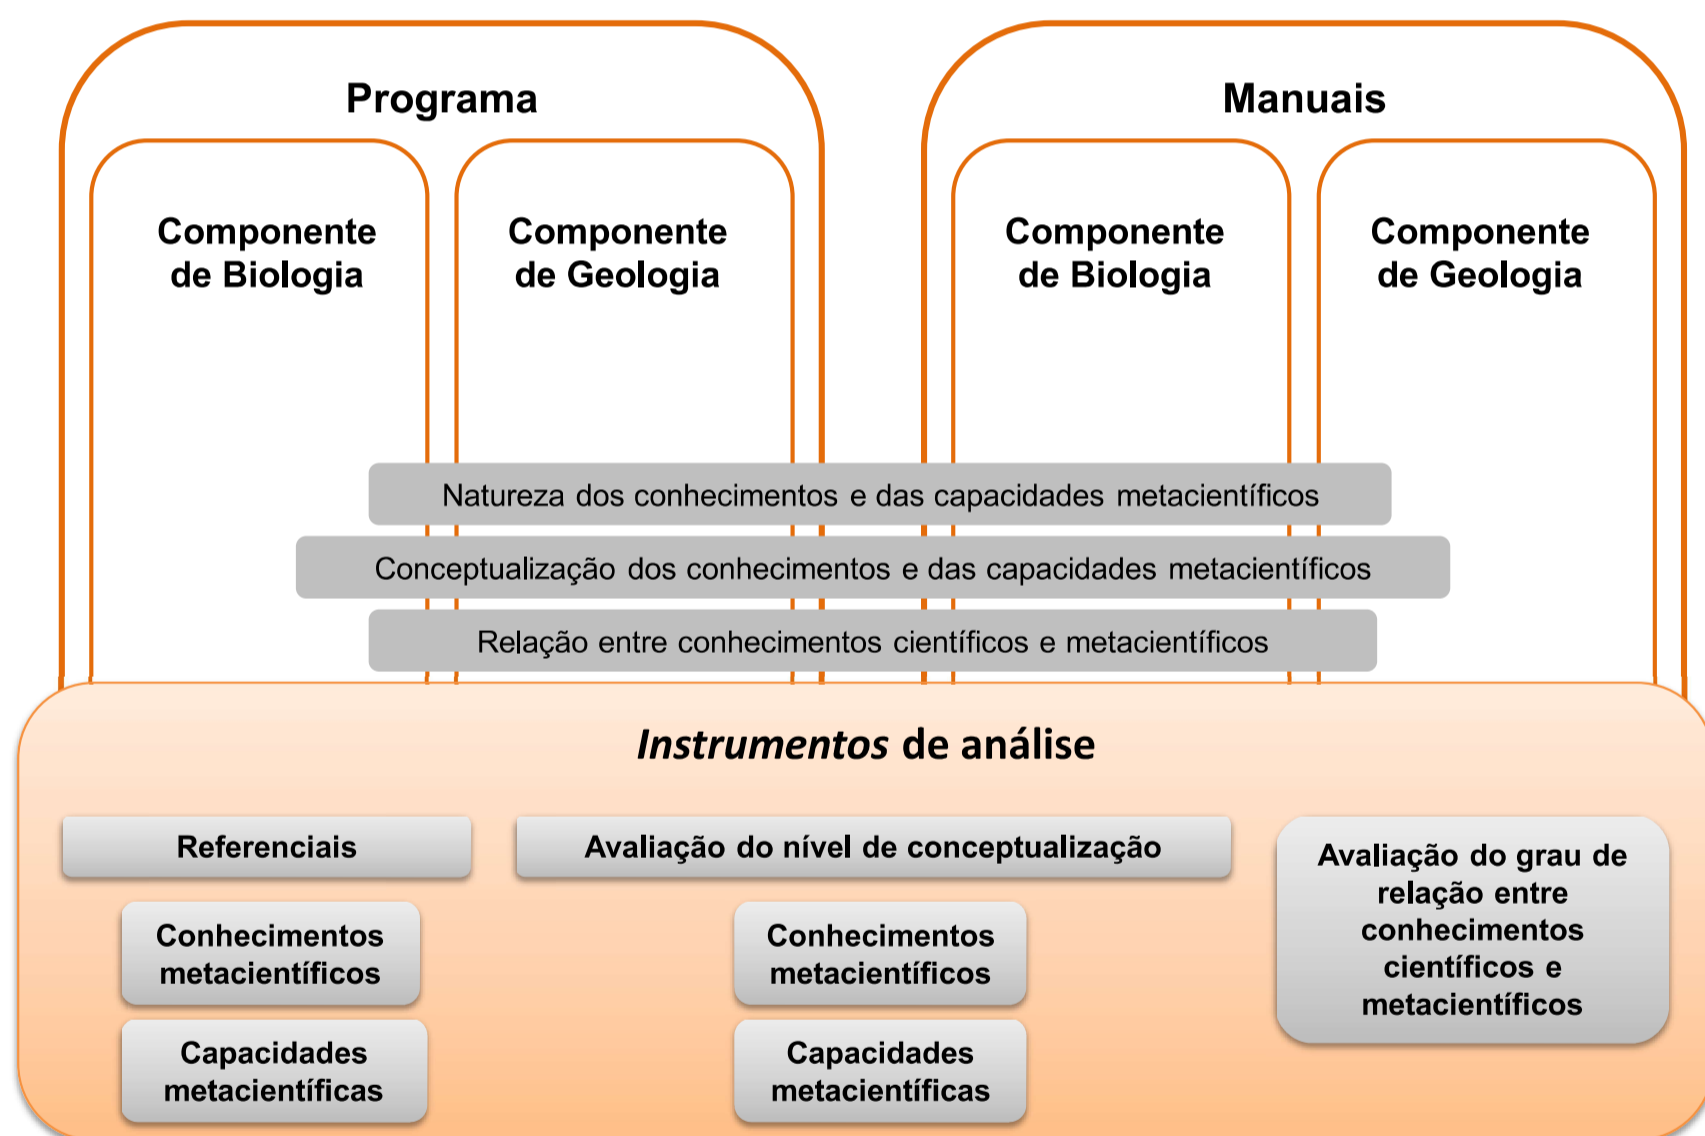 Programa
Manuais
Componente
de Biologia
Componente
de Geologia
Componente
de Biologia
Componente
de Geologia
Natureza dos conhecimentos e das capacidades metacientíficos
Conceptualização dos conhecimentos e das capacidades metacientíficos
Relação entre conhecimentos científicos e metacientíficos
Instrumentos de análise
Referenciais
Conhecimentos
metacientíficos
Capacidades
metacientíficas
Avaliação do nível de conceptualização
Conhecimentos
metacientíficos
Capacidades
metacientíficas
Avaliação do grau de
relação entre
conhecimentos
científicos e
metacientíficos